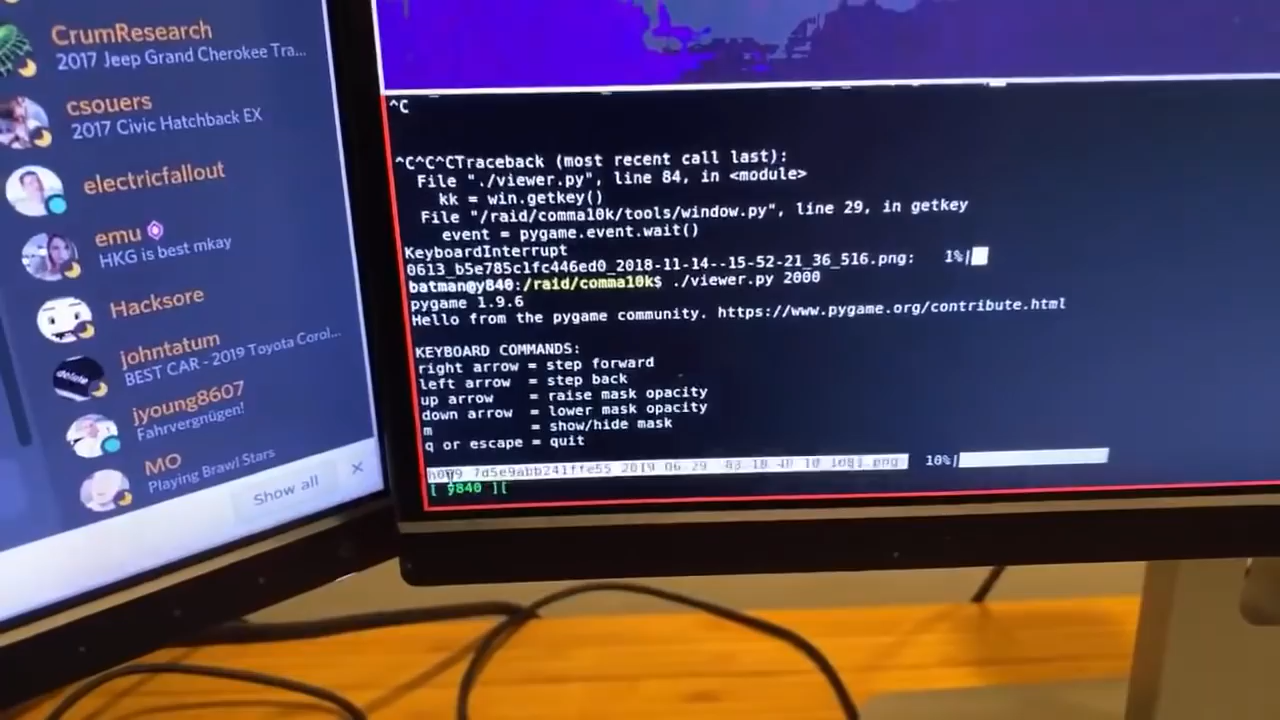 CrumResearch
2017 Jeep Grand Cherokee Tra...
csouers
2017 Civic Hatchback EX
electricfallout
emu
HKG is best mkay
Hacksore
johntatum
BEST CAR - 2019 Toyota Corol...
jyoung8607
Fahrvergnügen!
MO
Playing Brawl Stars
Show all
^C
^C^C^CTraceback (most recent call last):
File "./viewer.py", line 84, in <module>
kk = win.getkey()
File "/raid/comma10k/tools/window.py", line 29, in getkey
event = pygame.event.wait()
KeyboardInterrupt
0613_b5e785c1fc446ed0_2018-11-14--15-52-21_36_516.png: 1%|
batman@y840:/raid/comma10k$ ./viewer.py 2000
pygame 1.9.6
Hello from the pygame community. https://www.pygame.org/contribute.html
KEYBOARD COMMANDS:
right arrow = step forward
left arrow = step back
up arrow = raise mask opacity
down arrow = lower mask opacity
m = show/hide mask
q or escape = quit
10%|
[ y840 ][